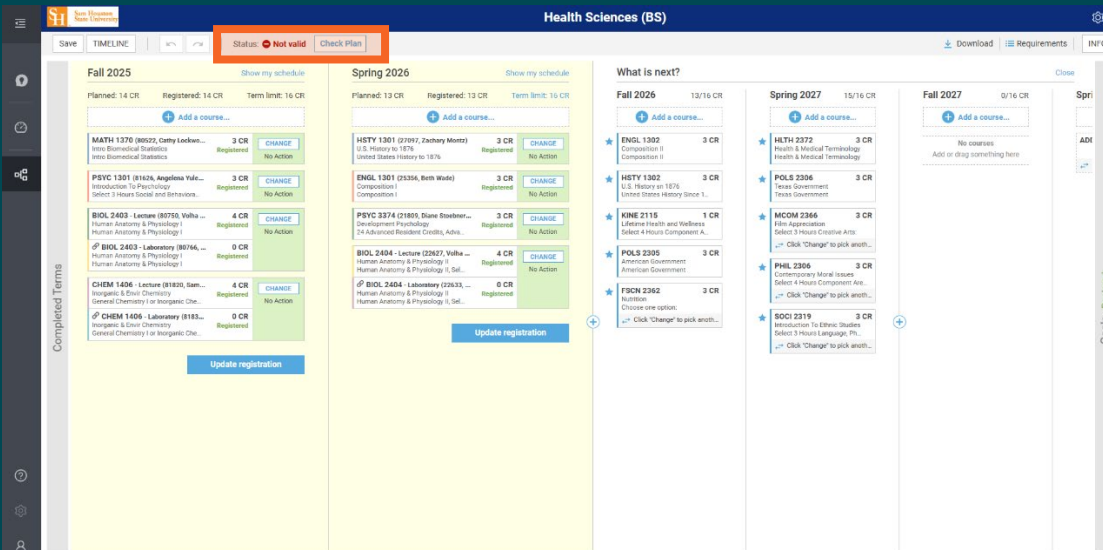 Sam Houston
State University
Health Sciences (BS)
Save
TIMELINE
Status: Not valid
Check Plan
Download
Requirements
Completed Terms
Fall 2025
Show my schedule
Planned: 14 CR Registered: 14 CR Term limit: 16 CR
Add a course...
MATH 1370 (80522, Cathy Lockwo... 3 CR
Intro Biomedical Statistics Registered
Intro Biomedical Statistics
CHANGE
No Action
PSYC 1301 (81626, Angelena Yule... 3 CR
Introduction To Psychology Registered
Select 3 Hours Social and Behaviora..
CHANGE
No Action
BIOL 2403 - Lecture (80750, Volha ... 4 CR
Human Anatomy & Physiology I Registered
Human Anatomy & Physiology I
CHANGE
No Action
BIOL 2403 - Laboratory (80766, ... 0 CR
Human Anatomy & Physiology I Registered
Human Anatomy & Physiology I
CHEM 1406 - Lecture (81820, Sam... 4 CR
Inorganic & Envir Chemistry Registered
General Chemistry I or Inorganic Che...
CHANGE
No Action
CHEM 1406 - Laboratory (8183... 0 CR
Inorganic & Envir Chemistry Registered
General Chemistry I or Inorganic Che...
Update registration
Spring 2026
Show my schedule
Planned: 13 CR Registered: 13 CR Term limit: 16 CR
Add a course...
HSTY 1301 (27097, Zachary Montz) 3 CR
U.S. History to 1876 Registered
United States History to 1876
CHANGE
No Action
ENGL 1301 (25356, Beth Wade) 3 CR
Composition I Registered
Composition I
CHANGE
No Action
PSYC 3374 (21809, Diane Stoebner... 3 CR
Development Psychology Registered
24 Advanced Resident Credits, Adva..
CHANGE
No Action
BIOL 2404 - Lecture (22627, Volha ... 4 CR
Human Anatomy & Physiology II Registered
Human Anatomy & Physiology II, Sel...
CHANGE
No Action
BIOL 2404 - Laboratory (22633, ... 0 CR
Human Anatomy & Physiology II Registered
Human Anatomy & Physiology II, Sel...
Update registration
What is next?
Close
Fall 2026 13/16 CR
Add a course...
ENGL 1302 3 CR
Composition II
Composition II
HSTY 1302 3 CR
U.S. History sn 1876
United States History Since 1...
KINE 2115 1 CR
Lifetime Health and Wellness
Select 4 Hours Component A...
POLS 2305 3 CR
American Government
American Government
FSCN 2362 3 CR
Nutrition
Choose one option:
Click "Change" to pick anoth...
Spring 2027 15/16 CR
Add a course...
HLTH 2372 3 CR
Health & Medical Terminology
Health & Medical Terminology
POLS 2306 3 CR
Texas Government
Texas Government
MCOM 2366 3 CR
Film Appreciation
Select 3 Hours Creative Arts:
Click "Change" to pick anoth...
PHIL 2306 3 CR
Contemporary Moral Issues
Select 4 Hours Component Are..
Click "Change" to pick anoth...
SOCI 2319 3 CR
Introduction To Ethnic Studies
Select 3 Hours Language, Ph..
Click "Change" to pick anoth...
Fall 2027 0/16 CR
Add a course...
No courses
Add or drag something here